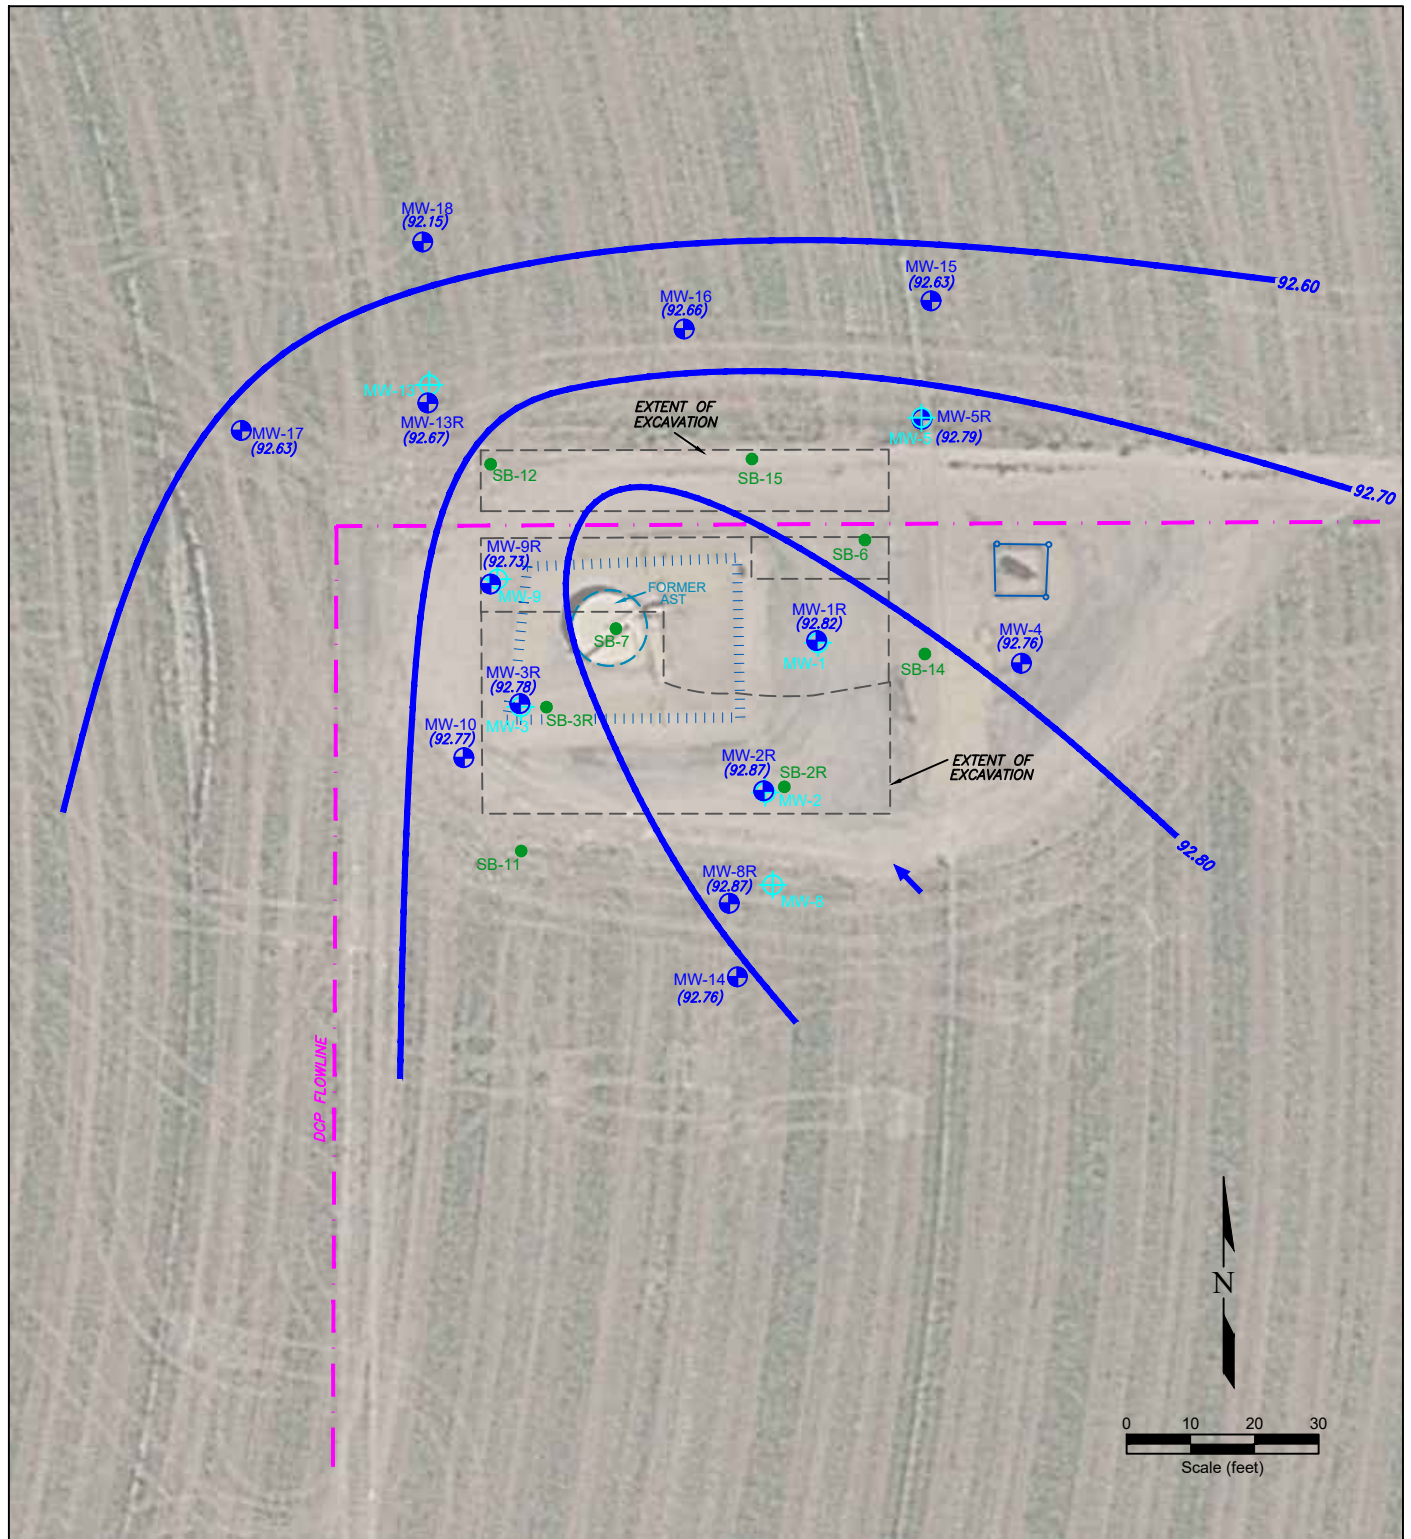 MW-18
(92.15)
MW-15
(92.63)
92.60
MW-16
(92.66)
MW-13
MW-13R
(92.67)
MW-17
(92.63)
EXTENT OF
EXCAVATION
MW-5R
MW-5
(92.79)
SB-12
SB-15
92.70
MW-9R
(92.73)
MW-9
SB-6
FORMER
AST
SB-7
MW-1R
(92.82)
MW-1
MW-4
(92.76)
SB-14
MW-3R
(92.78)
MW-3
SB-3R
MW-10
(92.77)
MW-2R
(92.87)
SB-2R
MW-2
EXTENT OF
EXCAVATION
92.80
SB-11
MW-8R
(92.87)
MW-8
MW-14
(92.76)
DCP FLOWLINE
N
0 10 20 30
Scale (feet)